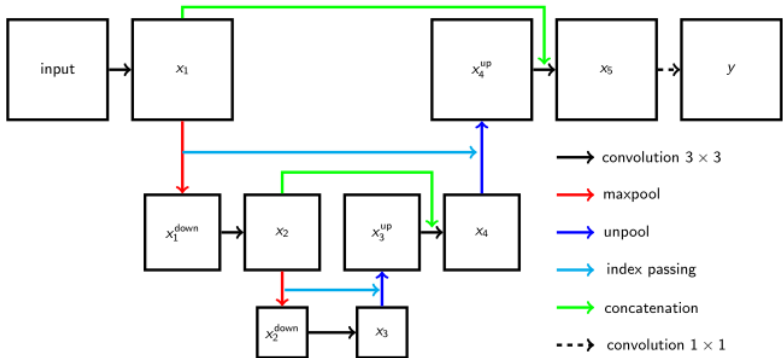 input
x₁
x₄ᵘᵖ
x₅
y
convolution 3 × 3
maxpool
x₁ᵈᵒʷⁿ
x₂
x₃ᵘᵖ
x₄
unpool
index passing
concatenation
x₂ᵈᵒʷⁿ
x₃
convolution 1 × 1